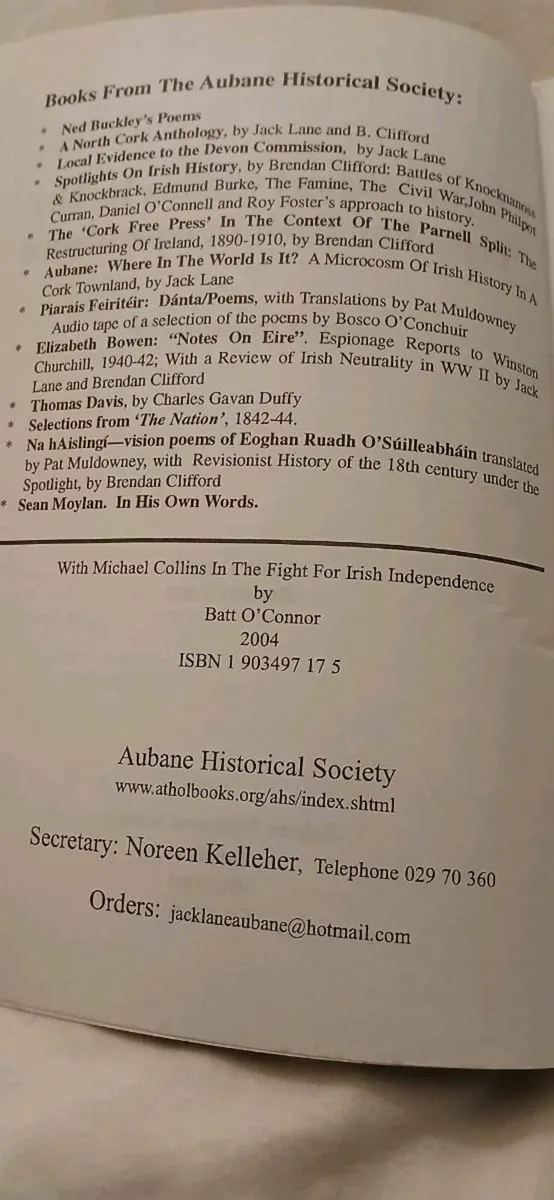 Books From The Aubane Historical Society:
* Ned Buckley's Poems
* A North Cork Anthology, by Jack Lane and B. Clifford
* Local Evidence to the Devon Commission, by Jack Lane
* Spotlights On Irish History, by Brendan Clifford: Battles of Knocknanoss
& Knockbrack, Edmund Burke, The Famine, The Civil War, John Philpot
Curran, Daniel O'Connell and Roy Foster's approach to history.
* The 'Cork Free Press' In The Context Of The Parnell Split: The
Restructuring Of Ireland, 1890-1910, by Brendan Clifford
* Aubane: Where In The World Is It? A Microcosm Of Irish History In A
Cork Townland, by Jack Lane
* Piarais Feiritéir: Dánta/Poems, with Translations by Pat Muldowney
Audio tape of a selection of the poems by Bosco O'Conchuir
* Elizabeth Bowen: "Notes On Eire". Espionage Reports to Winston
Churchill, 1940-42; With a Review of Irish Neutrality in WW II by Jack
Lane and Brendan Clifford
* Thomas Davis, by Charles Gavan Duffy
* Selections from 'The Nation', 1842-44.
* Na hAislingí—vision poems of Eoghan Ruadh O'Súilleabháin translated
by Pat Muldowney, with Revisionist History of the 18th century under the
Spotlight, by Brendan Clifford
* Sean Moylan. In His Own Words.
With Michael Collins In The Fight For Irish Independence
by
Batt O'Connor
2004
ISBN 1 903497 17 5
Aubane Historical Society
www.atholbooks.org/ahs/index.shtml
Secretary: Noreen Kelleher, Telephone 029 70 360
Orders: jacklaneaubane@hotmail.com